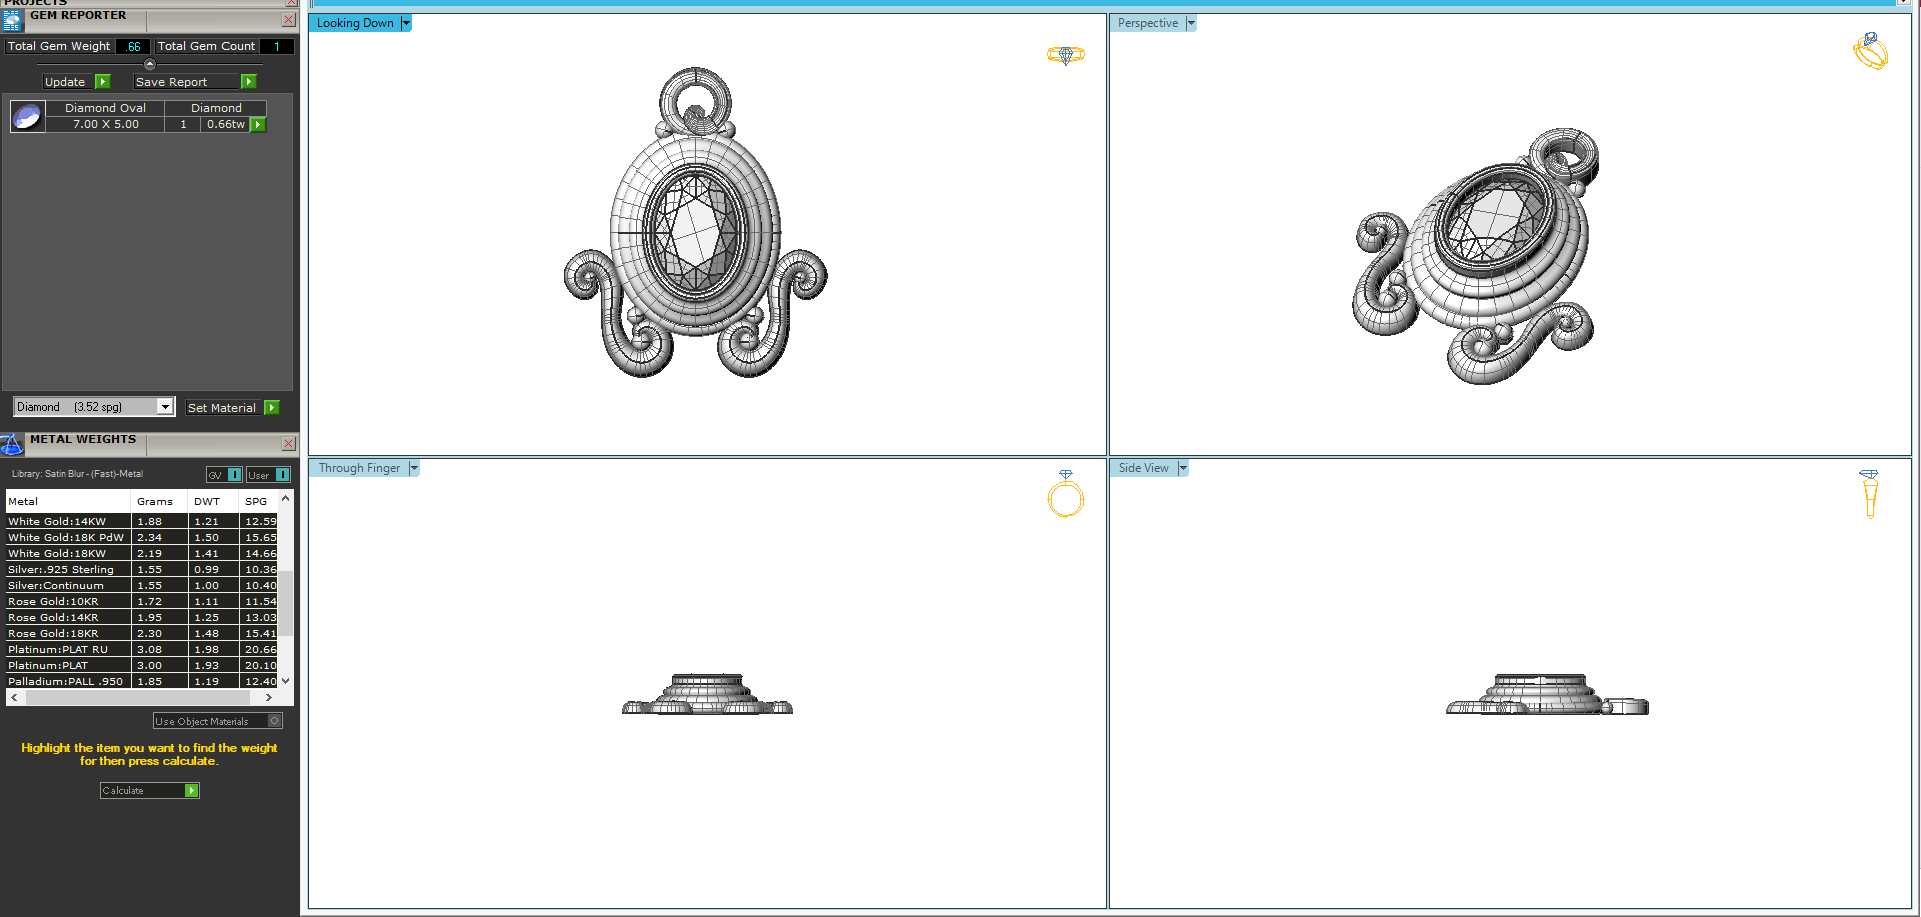 PROJECTS
GEM REPORTER
Total Gem Weight .66 Total Gem Count 1
Update Save Report
Diamond Oval Diamond
7.00 X 5.00 1 0.66tw
Diamond (3.52 spg) Set Material
METAL WEIGHTS
Library: Satin Blur - (Fast)-Metal GV I User I
Metal Grams DWT SPG
White Gold:14KW 1.88 1.21 12.59
White Gold:18K PdW 2.34 1.50 15.65
White Gold:18KW 2.19 1.41 14.66
Silver:.925 Sterling 1.55 0.99 10.36
Silver:Continuum 1.55 1.00 10.40
Rose Gold:10KR 1.72 1.11 11.54
Rose Gold:14KR 1.95 1.25 13.03
Rose Gold:18KR 2.30 1.48 15.41
Platinum:PLAT RU 3.08 1.98 20.66
Platinum:PLAT 3.00 1.93 20.10
Palladium:PALL .950 1.85 1.19 12.40
Use Object Materials
Highlight the item you want to find the weight
for then press calculate.
Calculate
Looking Down
Perspective
Through Finger
Side View